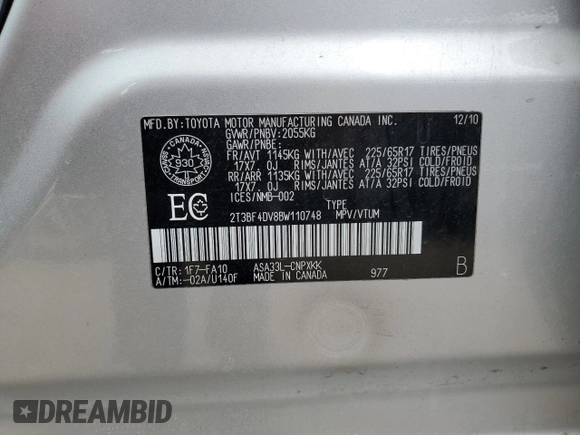 MFD.BY:TOYOTA MOTOR MANUFACTURING CANADA INC. 12/10
GVWR/PNBV:2055KG
GAWR/PNBE:
FR/AVT 1145KG WITH/AVEC 225/65R17 TIRES/PNEUS
17X7.0J RIMS/JANTES AT/A 32PSI COLD/FROID
RR/ARR 1135KG WITH/AVEC 225/65R17 TIRES/PNEUS
17X7.0J RIMS/JANTES AT/A 32PSI COLD/FROID
ICES/NMB-002 TYPE
2T3BF4DV8BW110748 MPV/VTUM
CANADA
930
EC
C/TR: 1F7-FA10 ASA33L-CNPXKK
A/TM:-02A/U140F MADE IN CANADA 977 B
DREAMBID